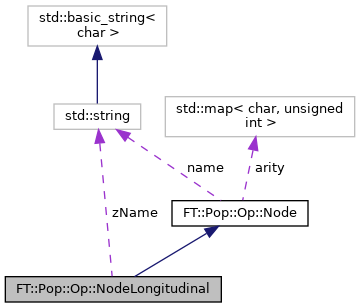 std::basic_string<
char >
std::string
std::map< char, unsigned
int >
name
arity
zName
FT::Pop::Op::Node
FT::Pop::Op::NodeLongitudinal